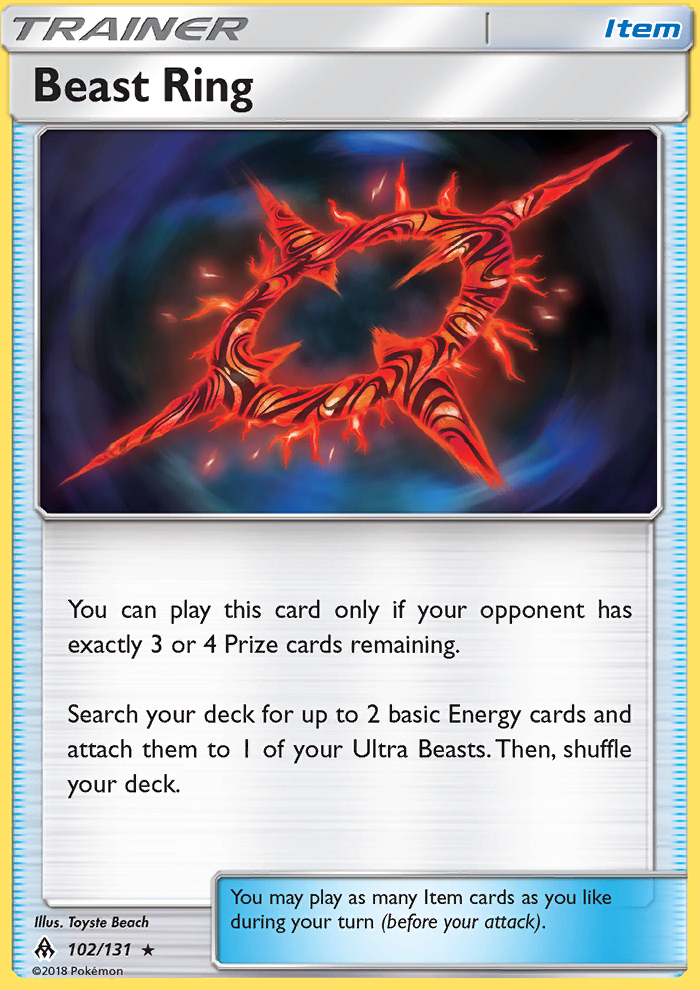 TRAINER
Item
Beast Ring
You can play this card only if your opponent has
exactly 3 or 4 Prize cards remaining.
Search your deck for up to 2 basic Energy cards and
attach them to 1 of your Ultra Beasts. Then, shuffle
your deck.
You may play as many Item cards as you like
during your turn (before your attack).
Illus. Toyste Beach
102/131 ★
©2018 Pokémon